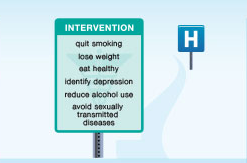 INTERVENTION
quit smoking
lose weight
eat healthy
identify depression
reduce alcohol use
avoid sexually
transmitted
diseases
H